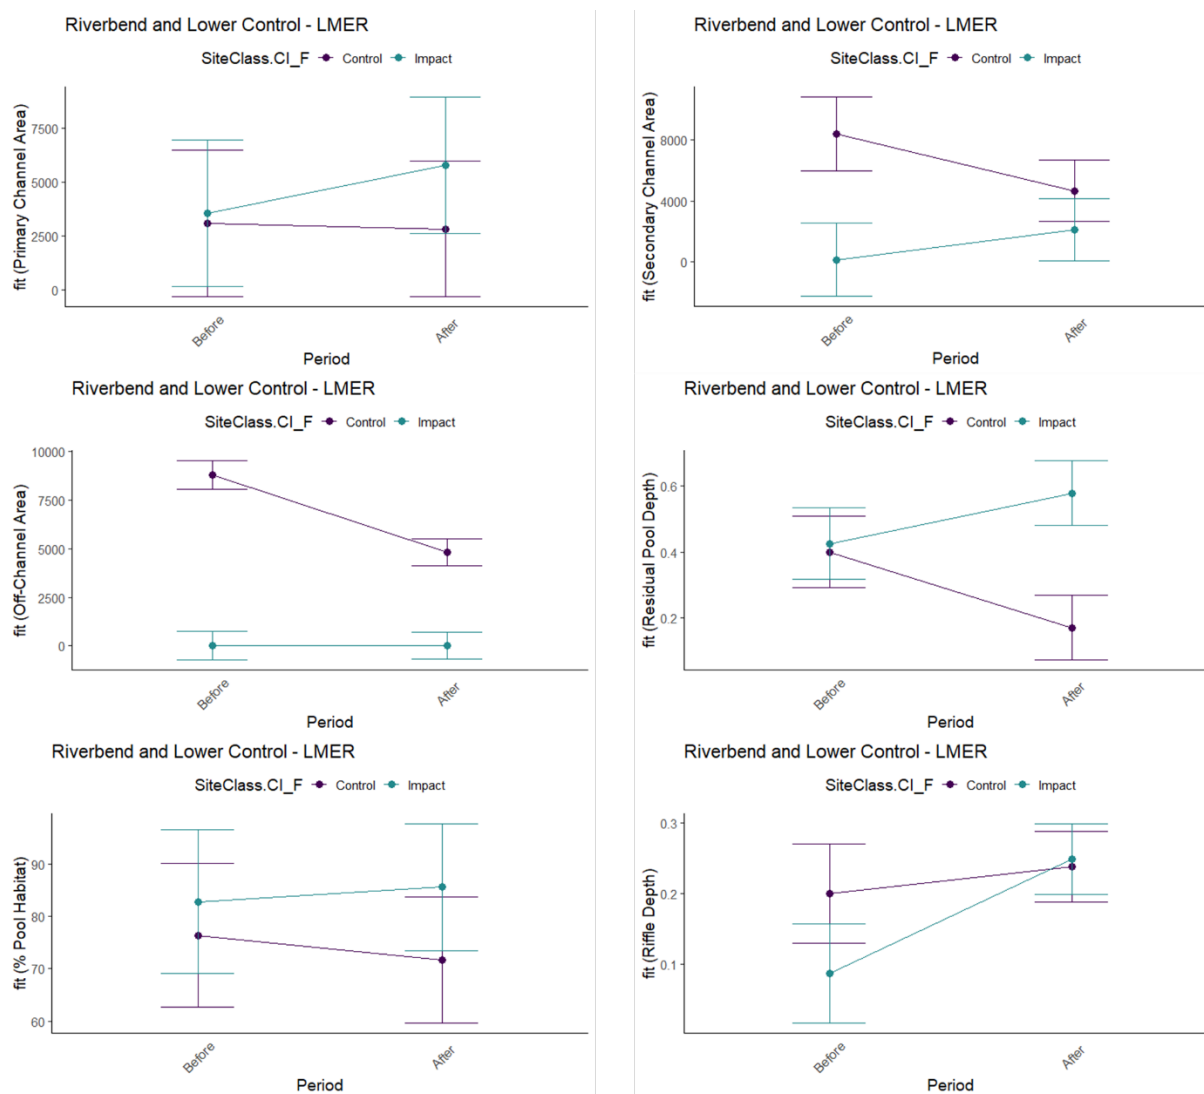 Riverbend and Lower Control - LMER
SiteClass.CI_F Control Impact
fit (Primary Channel Area)
7500
5000
2500
0
Before
After
Period
Riverbend and Lower Control - LMER
SiteClass.CI_F Control Impact
fit (Secondary Channel Area)
8000
4000
0
Before
After
Period
Riverbend and Lower Control - LMER
SiteClass.CI_F Control Impact
fit (Off-Channel Area)
10000
7500
5000
2500
0
Before
After
Period
Riverbend and Lower Control - LMER
SiteClass.CI_F Control Impact
fit (Residual Pool Depth)
0.6
0.4
0.2
Before
After
Period
Riverbend and Lower Control - LMER
SiteClass.CI_F Control Impact
fit (% Pool Habitat)
90
80
70
60
Before
After
Period
Riverbend and Lower Control - LMER
SiteClass.CI_F Control Impact
fit (Riffle Depth)
0.3
0.2
0.1
Before
After
Period